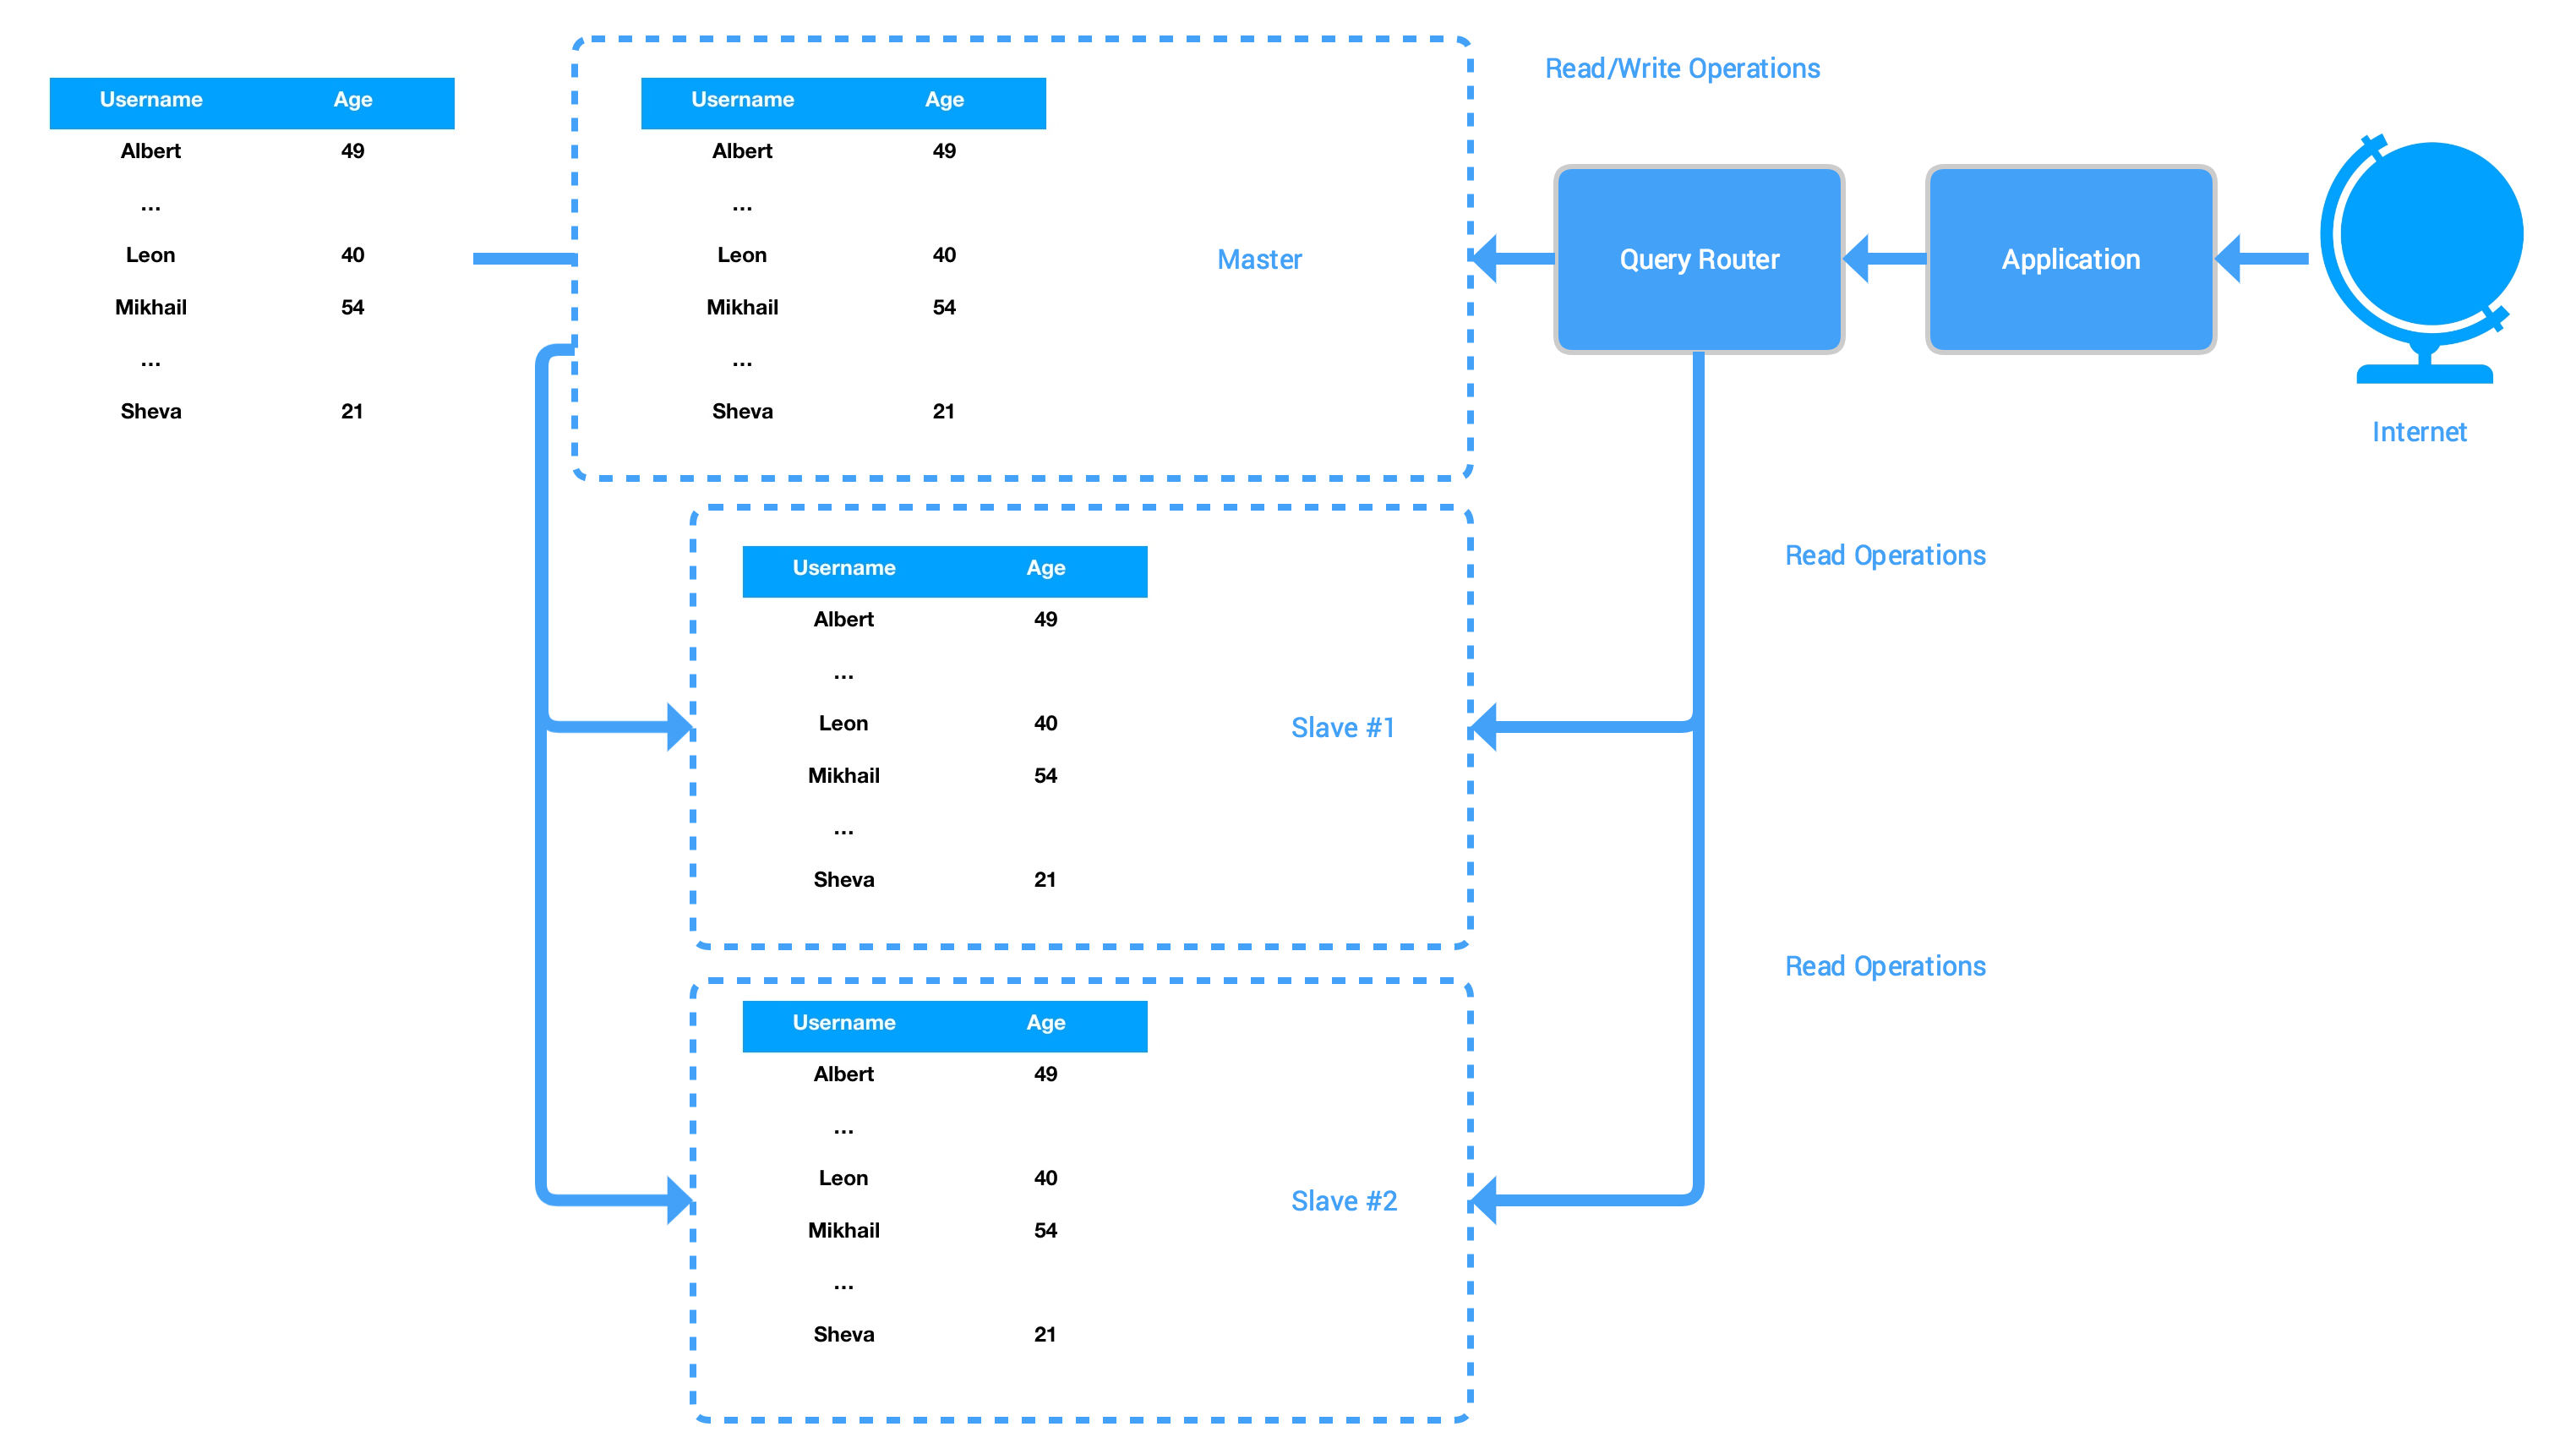 Username Age
Albert 49
...
Leon 40
Mikhail 54
...
Sheva 21
Username Age
Albert 49
...
Leon 40
Mikhail 54
...
Sheva 21
Master
Read/Write Operations
Query Router
Application
Internet
Username Age
Albert 49
...
Leon 40
Mikhail 54
...
Sheva 21
Slave #1
Read Operations
Username Age
Albert 49
...
Leon 40
Mikhail 54
...
Sheva 21
Slave #2
Read Operations